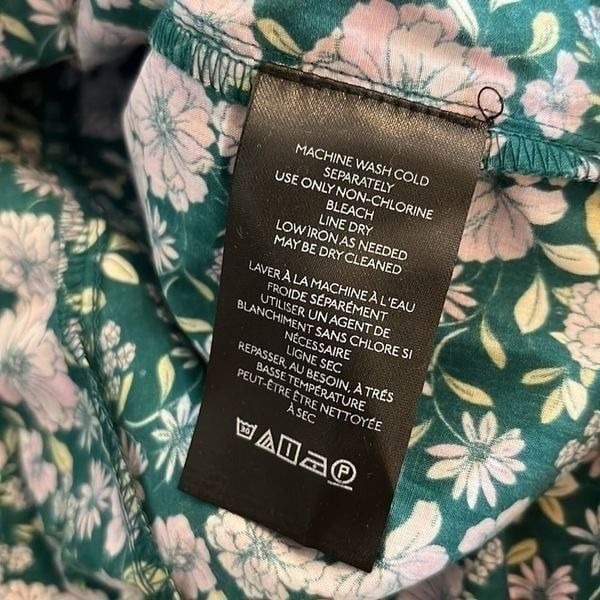 MACHINE WASH COLD
SEPARATELY
USE ONLY NON-CHLORINE
BLEACH
LINE DRY
LOW IRON AS NEEDED
MAY BE DRY CLEANED
LAVER À LA MACHINE À L'EAU
FROIDE SÉPARÉMENT
UTILISER UN AGENT DE
BLANCHIMENT SANS CHLORE SI
NÉCESSAIRE
LIGNE SEC
REPASSER, AU BESOIN, À TRÉS
BASSE TEMPÉRATURE
PEUT-ÊTRE ÊTRE NETTOYÉE
À SEC
30 P